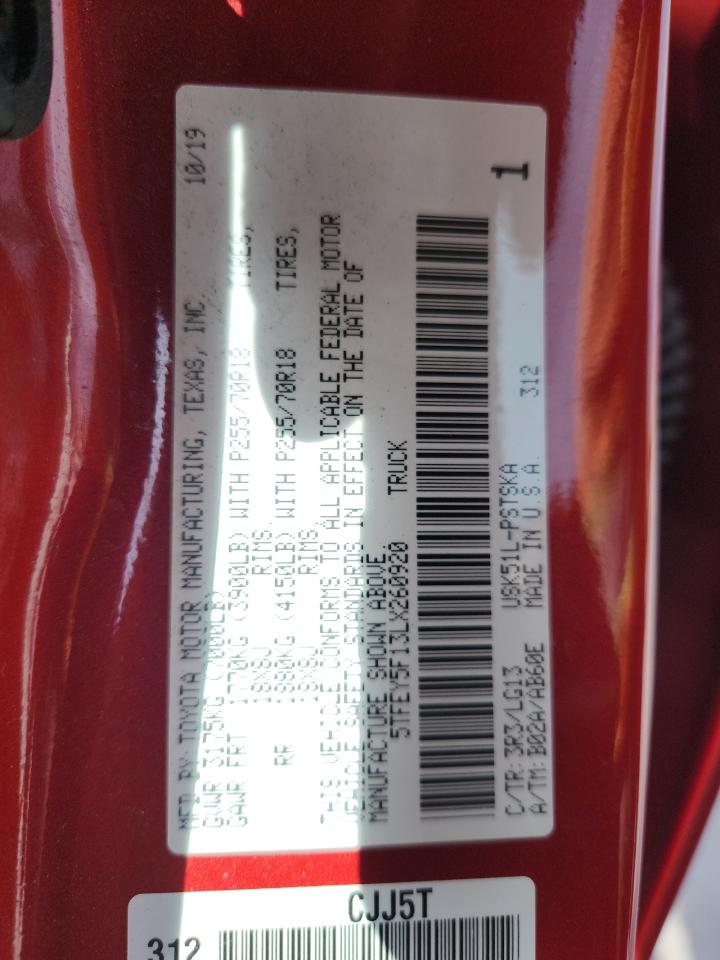 MFD BY: TOYOTA MOTOR MANUFACTURING, TEXAS, INC. 10/19
GVWR 3175KG (7000LB)
GAWR FRT 1770KG (3900LB) WITH P255/70R18 TIRES,
18X8J RIMS,
RR 1880KG (4150LB) WITH P255/70R18 TIRES,
18X8J RIMS.
THIS VEHICLE CONFORMS TO ALL APPLICABLE FEDERAL MOTOR
VEHICLE SAFETY STANDARDS IN EFFECT ON THE DATE OF
MANUFACTURE SHOWN ABOVE.
5TFEY5F13LX260920 TRUCK
1
C/TR: 3R3/LG13 USK51L-PSTSKA 312
A/TM: B02A/AB60E MADE IN U.S.A.
CJJ5T
312